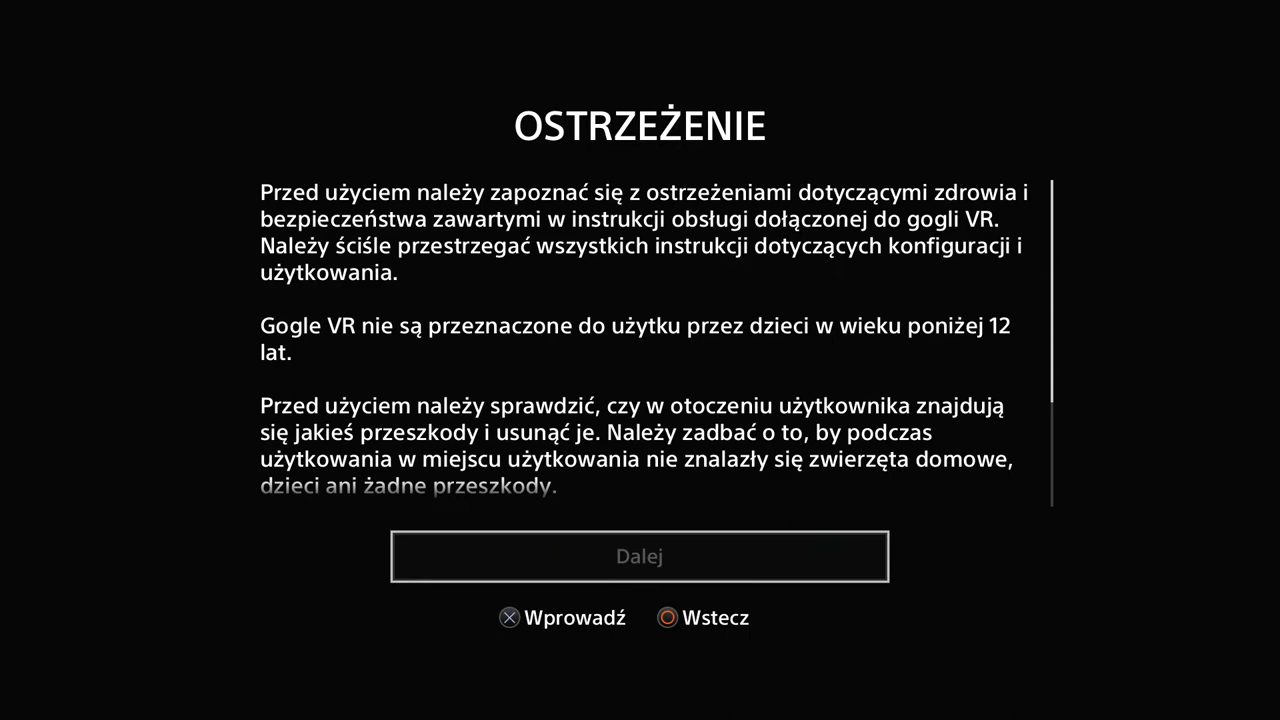 OSTRZEŻENIE
Przed użyciem należy zapoznać się z ostrzeżeniami dotyczącymi zdrowia i
bezpieczeństwa zawartymi w instrukcji obsługi dołączonej do gogli VR.
Należy ściśle przestrzegać wszystkich instrukcji dotyczących konfiguracji i
użytkowania.
Gogle VR nie są przeznaczone do użytku przez dzieci w wieku poniżej 12
lat.
Przed użyciem należy sprawdzić, czy w otoczeniu użytkownika znajdują
się jakieś przeszkody i usunąć je. Należy zadbać o to, by podczas
użytkowania w miejscu użytkowania nie znalazły się zwierzęta domowe,
dzieci ani żadne przeszkody.
Dalej
Wprowadź Wstecz